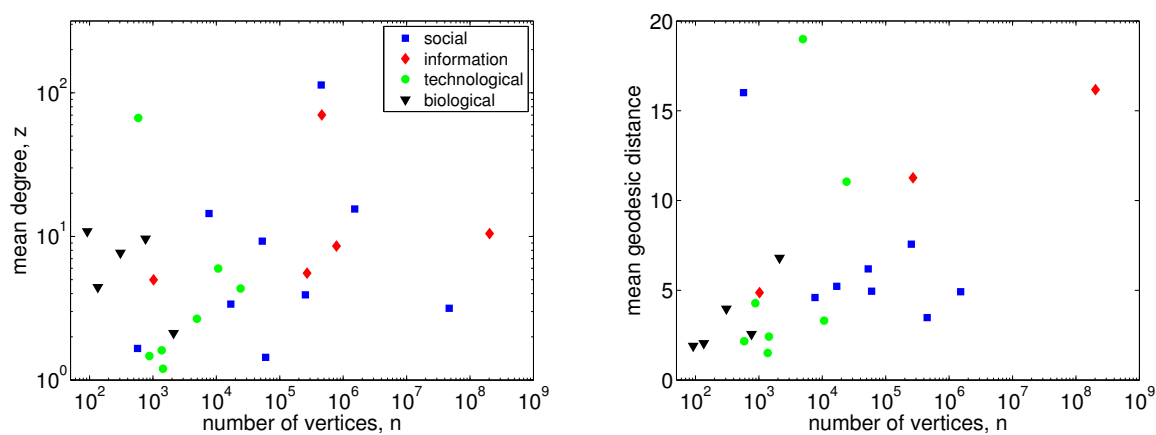 mean degree, z
10^2
10^1
10^0
social
information
technological
biological
10^2 10^3 10^4 10^5 10^6 10^7 10^8 10^9
number of vertices, n
mean geodesic distance
20
15
10
5
0
10^2 10^3 10^4 10^5 10^6 10^7 10^8 10^9
number of vertices, n